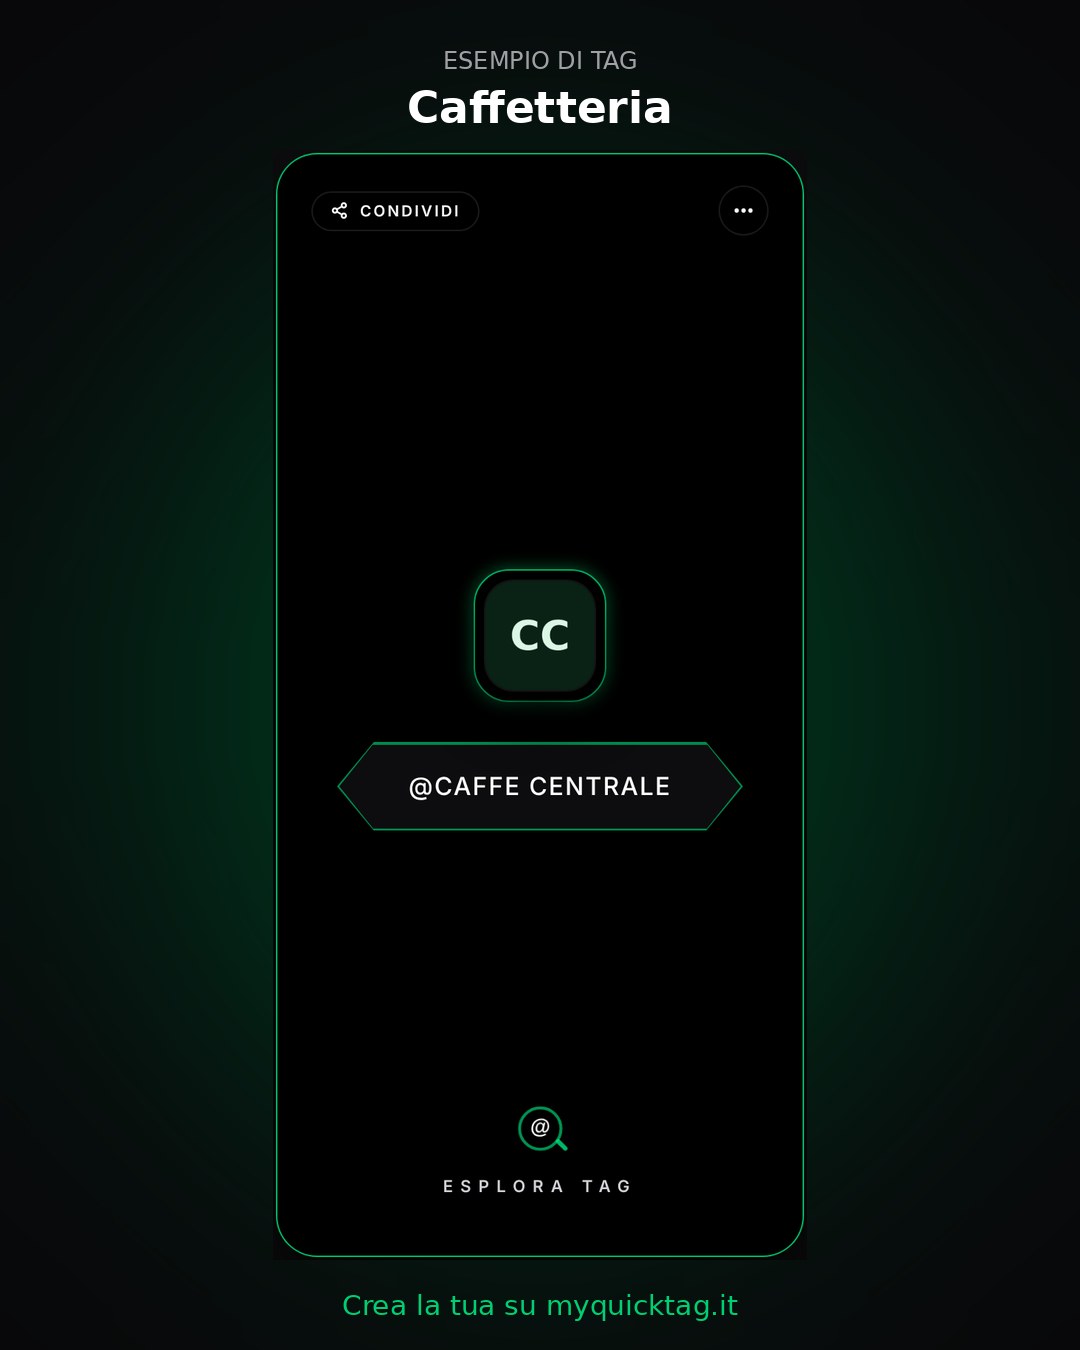 ESEMPIO DI TAG
Caffetteria
CONDIVIDI
CC
@CAFFE CENTRALE
@
ESPLORA TAG
Crea la tua su myquicktag.it